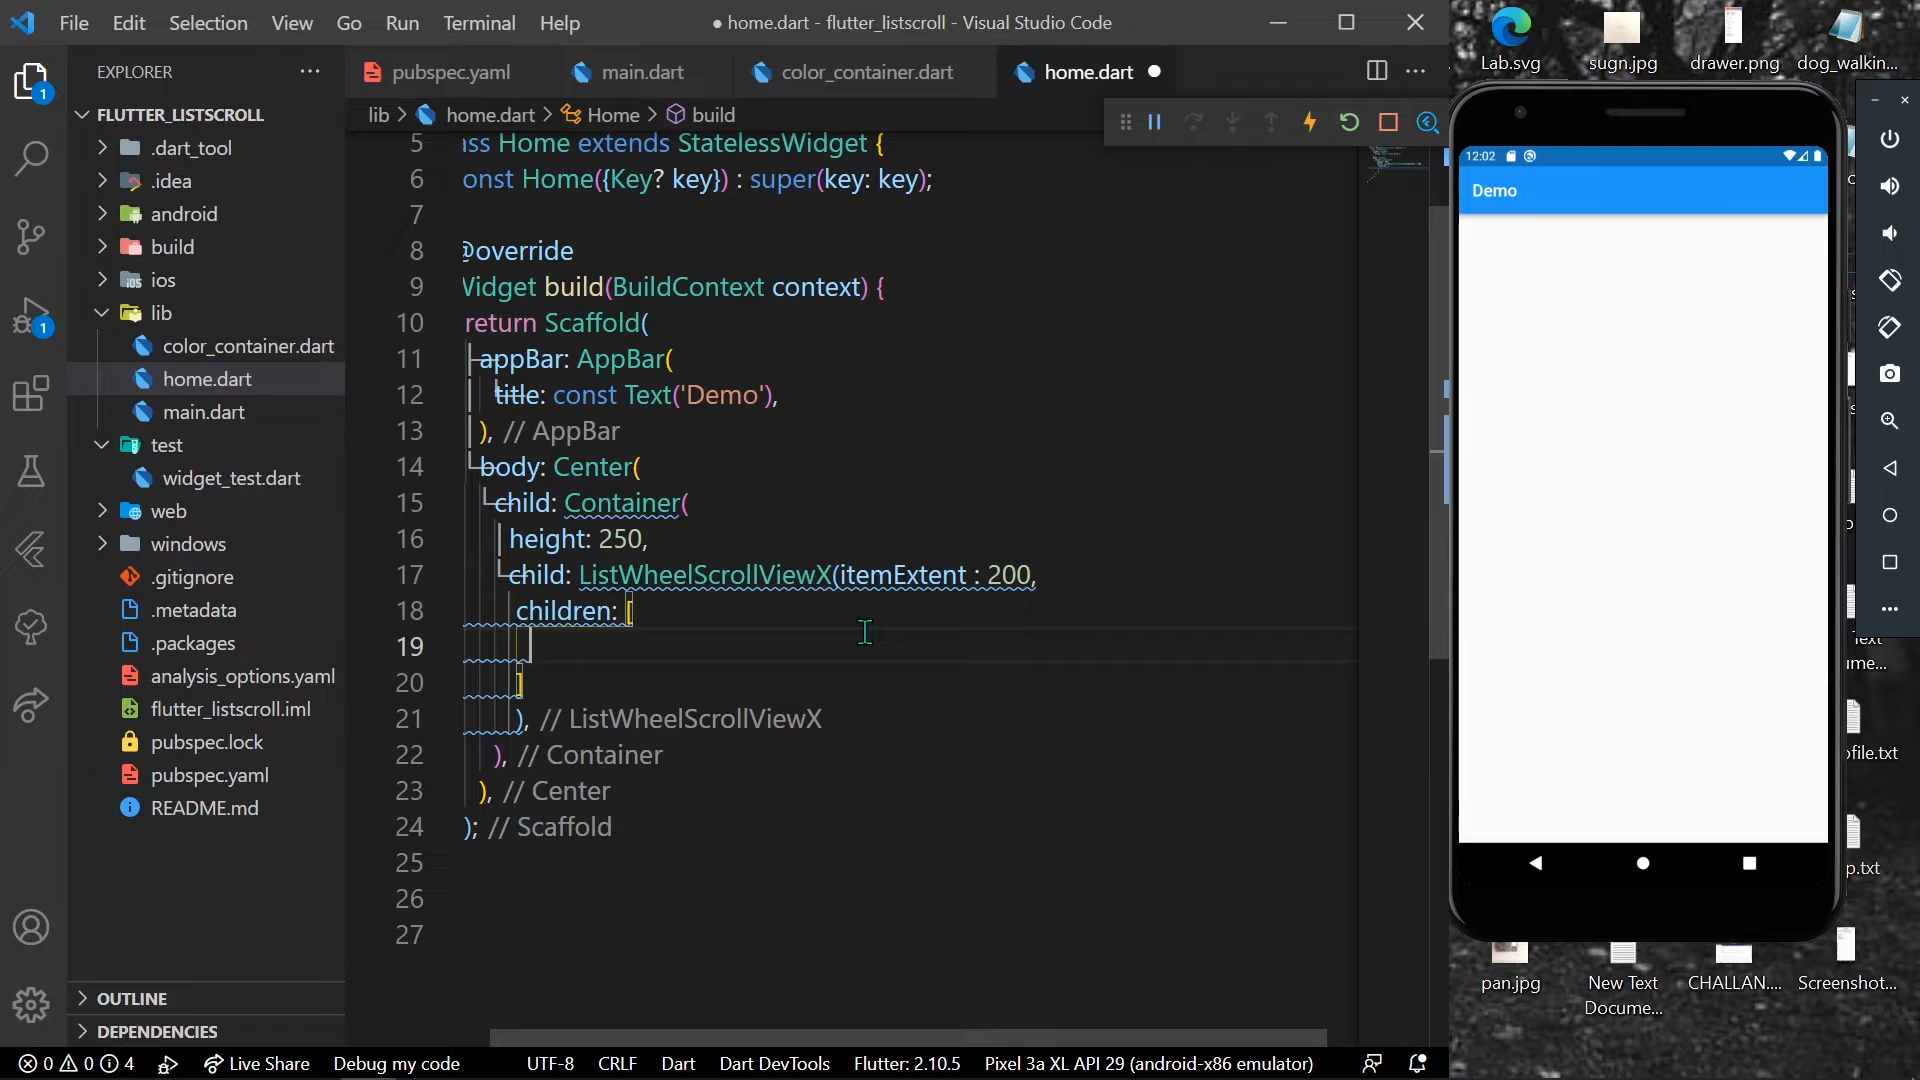 File Edit Selection View Go Run Terminal Help
● home.dart - flutter_listscroll - Visual Studio Code
EXPLORER
FLUTTER_LISTSCROLL
.dart_tool
.idea
android
build
ios
lib
color_container.dart
home.dart
main.dart
test
widget_test.dart
web
windows
.gitignore
.metadata
.packages
analysis_options.yaml
flutter_listscroll.iml
pubspec.lock
pubspec.yaml
README.md
OUTLINE
DEPENDENCIES
1
1
pubspec.yaml main.dart color_container.dart home.dart
lib > home.dart > Home > build
5 ass Home extends StatelessWidget {
6 onst Home({Key? key}) : super(key: key);
7
8 @override
9 Widget build(BuildContext context) {
10 return Scaffold(
11 appBar: AppBar(
12 title: const Text('Demo'),
13 ), // AppBar
14 body: Center(
15 child: Container(
16 height: 250,
17 child: ListWheelScrollViewX(itemExtent : 200,
18 children: [
19
20 ]
21 ), // ListWheelScrollViewX
22 ), // Container
23 ), // Center
24 ); // Scaffold
25
26
27
0 0 4 Live Share Debug my code UTF-8 CRLF Dart Dart DevTools Flutter: 2.10.5 Pixel 3a XL API 29 (android-x86 emulator)
Lab.svg sugn.jpg drawer.png dog_walkin...
12:02
Demo
Text
ume...
ofile.txt
p.txt
pan.jpg New Text Docume... CHALLAN.... Screenshot...